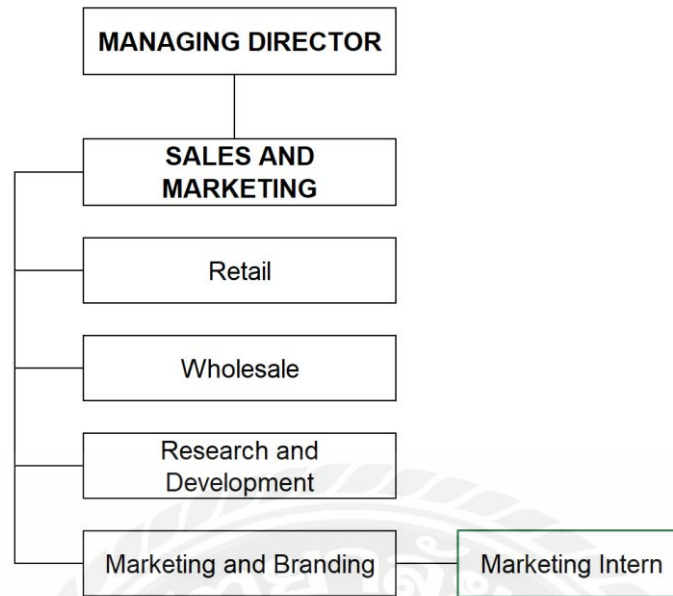 MANAGING DIRECTOR
SALES AND
MARKETING
Retail
Wholesale
Research and
Development
Marketing and Branding
Marketing Intern